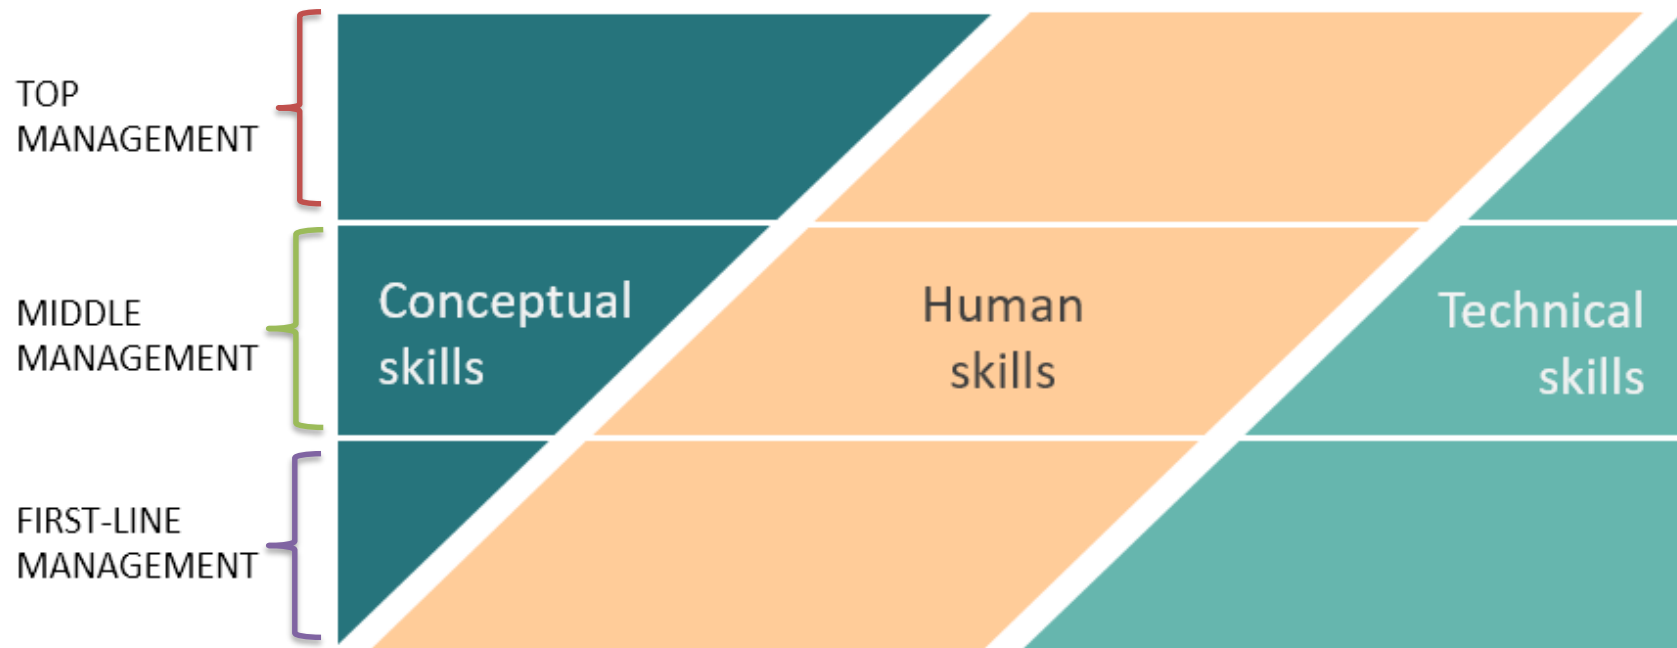 TOP
MANAGEMENT
MIDDLE
MANAGEMENT
Conceptual
skills
Human
skills
Technical
skills
FIRST-LINE
MANAGEMENT